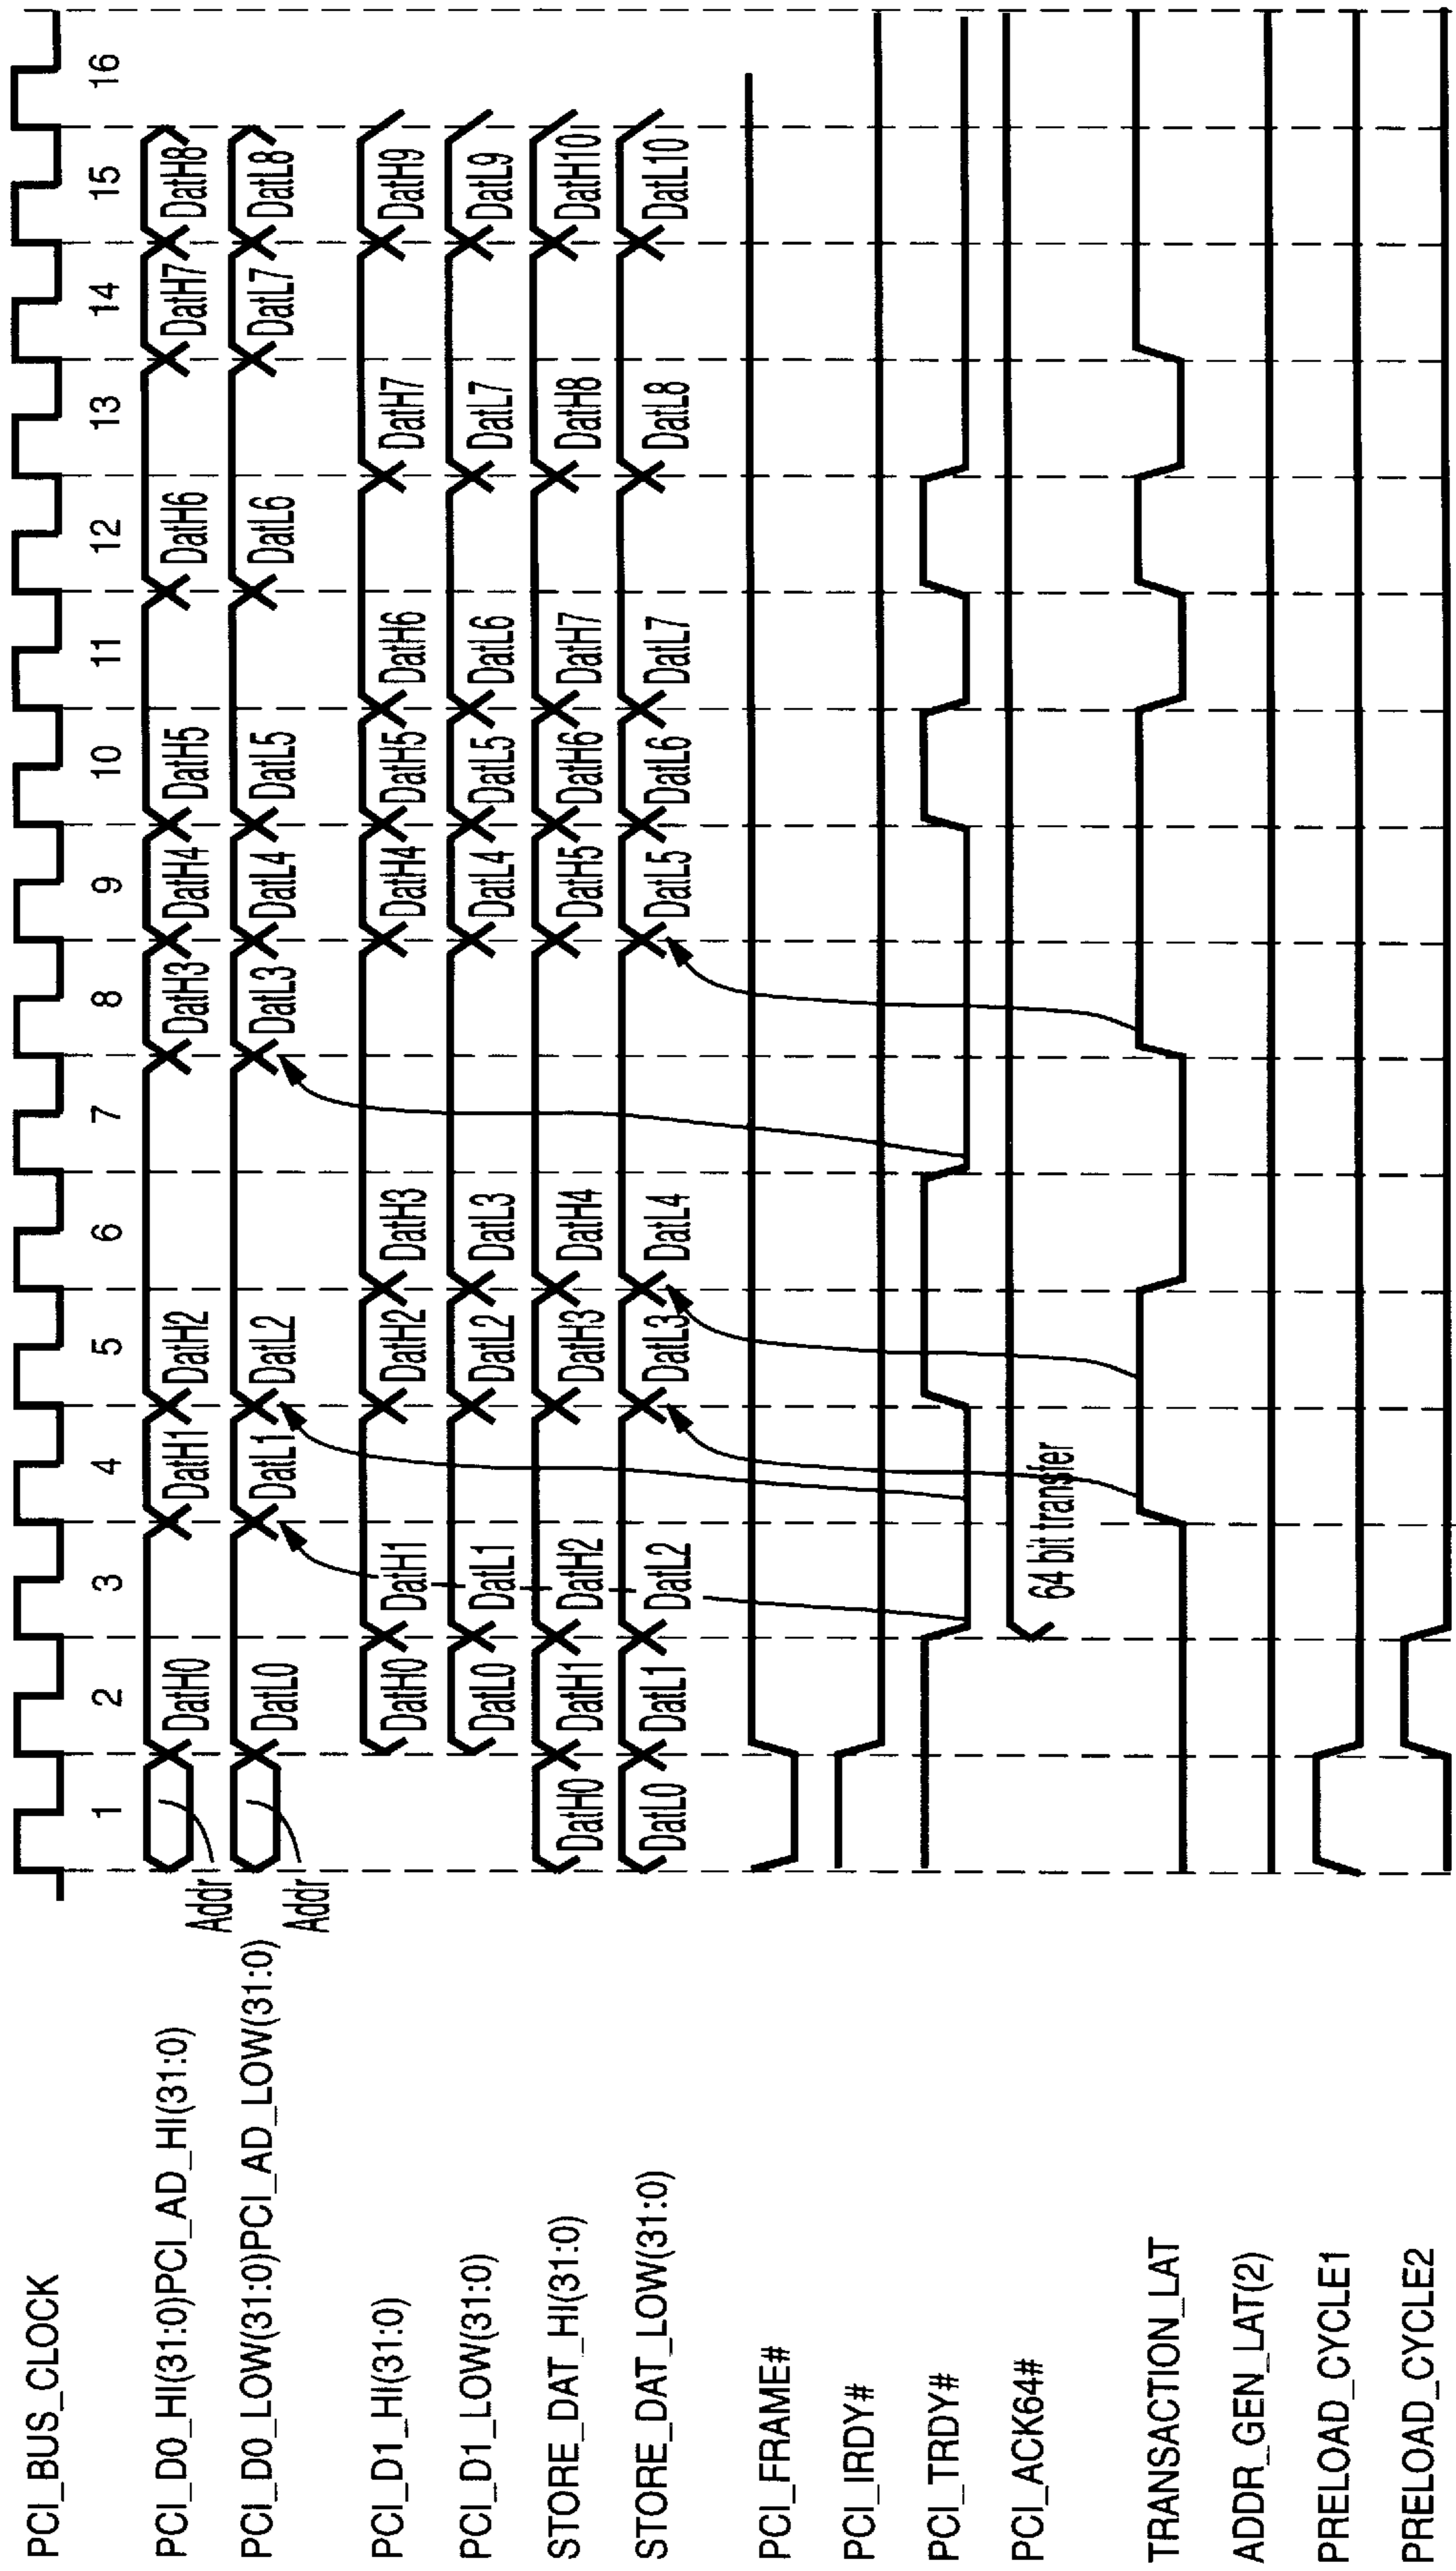 PCI_BUS_CLOCK
1 2 3 4 5 6 7 8 9 10 11 12 13 14 15 16
PCI_D0_HI(31:0)PCI_AD_HI(31:0)
Addr
DatH0 DatH1 DatH2 DatH3 DatH4 DatH5 DatH6 DatH7 DatH8
PCI_D0_LOW(31:0)PCI_AD_LOW(31:0)
Addr
DatL0 DatL1 DatL2 DatL3 DatL4 DatL5 DatL6 DatL7 DatL8
PCI_D1_HI(31:0)
DatH0 DatH1 DatH2 DatH3 DatH4 DatH5 DatH6 DatH7 DatH9
PCI_D1_LOW(31:0)
DatL0 DatL1 DatL2 DatL3 DatL4 DatL5 DatL6 DatL7 DatL9
STORE_DAT_HI(31:0)
DatH0 DatH1 DatH2 DatH3 DatH4 DatH5 DatH6 DatH7 DatH8 DatH10
STORE_DAT_LOW(31:0)
DatL0 DatL1 DatL2 DatL3 DatL4 DatL5 DatL6 DatL7 DatL8 DatL10
PCI_FRAME#
PCI_IRDY#
PCI_TRDY#
PCI_ACK64#
64 bit transfer
TRANSACTION_LAT
ADDR_GEN_LAT(2)
PRELOAD_CYCLE1
PRELOAD_CYCLE2